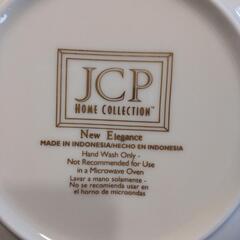 JCP
HOME COLLECTION™
New Elegance
MADE IN INDONESIA/HECHO EN INDONESIA
Hand Wash Only -
Not Recommended for Use
in a Microwave Oven
Lavar a mano solamente -
No se recomienda usar en
el horno de microondas